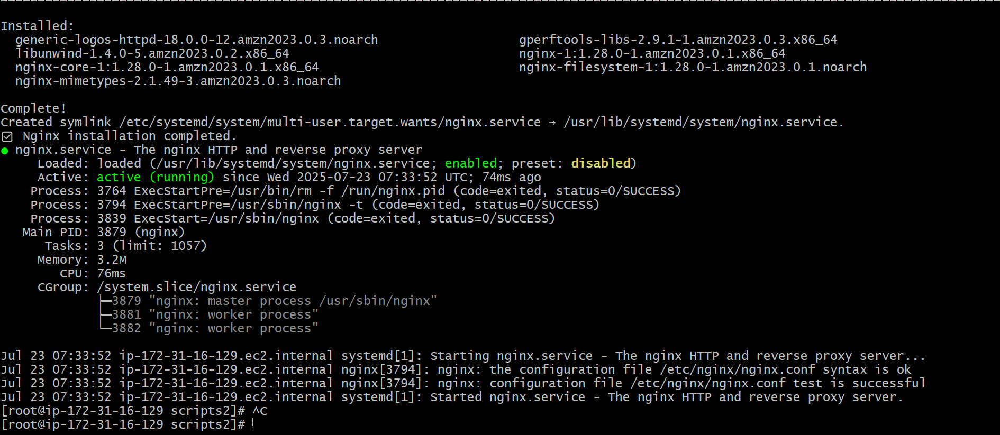 Installed:
  generic-logos-httpd-18.0.0-12.amzn2023.0.3.noarch                   gperftools-libs-2.9.1-1.amzn2023.0.3.x86_64
  libunwind-1.4.0-5.amzn2023.0.2.x86_64                               nginx-1:1.28.0-1.amzn2023.0.1.x86_64
  nginx-core-1:1.28.0-1.amzn2023.0.1.x86_64                           nginx-filesystem-1:1.28.0-1.amzn2023.0.1.noarch
  nginx-mimetypes-2.1.49-3.amzn2023.0.3.noarch

Complete!
Created symlink /etc/systemd/system/multi-user.target.wants/nginx.service → /usr/lib/systemd/system/nginx.service.
☑ Nginx installation completed.
● nginx.service - The nginx HTTP and reverse proxy server
     Loaded: loaded (/usr/lib/systemd/system/nginx.service; enabled; preset: disabled)
     Active: active (running) since Wed 2025-07-23 07:33:52 UTC; 74ms ago
    Process: 3764 ExecStartPre=/usr/bin/rm -f /run/nginx.pid (code=exited, status=0/SUCCESS)
    Process: 3794 ExecStartPre=/usr/sbin/nginx -t (code=exited, status=0/SUCCESS)
    Process: 3839 ExecStart=/usr/sbin/nginx (code=exited, status=0/SUCCESS)
   Main PID: 3879 (nginx)
      Tasks: 3 (limit: 1057)
     Memory: 3.2M
        CPU: 76ms
     CGroup: /system.slice/nginx.service
             ├─3879 "nginx: master process /usr/sbin/nginx"
             ├─3881 "nginx: worker process"
             └─3882 "nginx: worker process"

Jul 23 07:33:52 ip-172-31-16-129.ec2.internal systemd[1]: Starting nginx.service - The nginx HTTP and reverse proxy server...
Jul 23 07:33:52 ip-172-31-16-129.ec2.internal nginx[3794]: nginx: the configuration file /etc/nginx/nginx.conf syntax is ok
Jul 23 07:33:52 ip-172-31-16-129.ec2.internal nginx[3794]: nginx: configuration file /etc/nginx/nginx.conf test is successful
Jul 23 07:33:52 ip-172-31-16-129.ec2.internal systemd[1]: Started nginx.service - The nginx HTTP and reverse proxy server.
[root@ip-172-31-16-129 scripts2]# ^C
[root@ip-172-31-16-129 scripts2]#